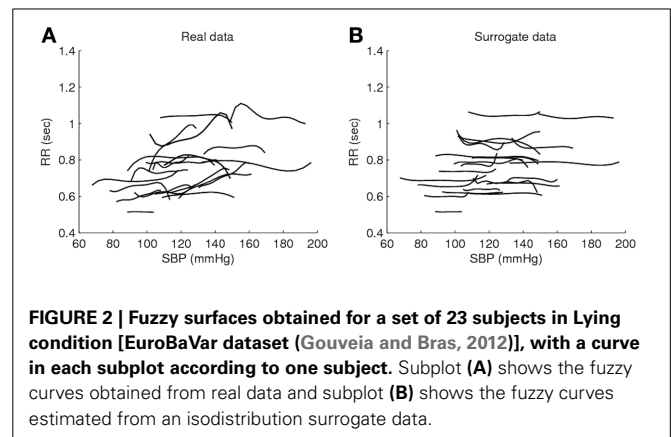 A
Real data
1.4
1.2
1
0.8
0.6
0.4
RR (sec)
60 80 100 120 140 160 180 200
SBP (mmHg)
B
Surrogate data
1.4
1.2
1
0.8
0.6
0.4
RR (sec)
60 80 100 120 140 160 180 200
SBP (mmHg)
FIGURE 2 | Fuzzy surfaces obtained for a set of 23 subjects in Lying
condition [EuroBaVar dataset (Gouveia and Bras, 2012)], with a curve
in each subplot according to one subject. Subplot (A) shows the fuzzy
curves obtained from real data and subplot (B) shows the fuzzy curves
estimated from an isodistribution surrogate data.